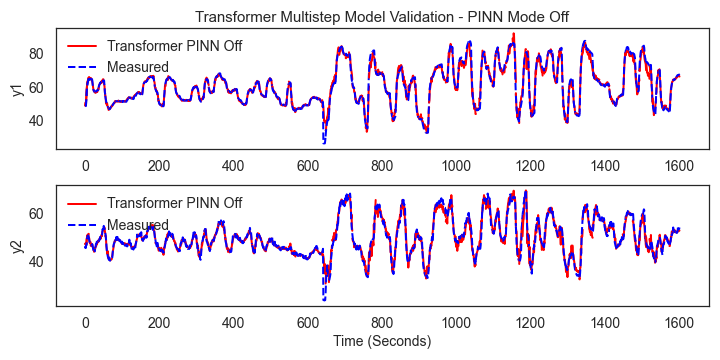 Transformer Multistep Model Validation - PINN Mode Off
Transformer PINN Off
Measured
y1
80
60
40
0 200 400 600 800 1000 1200 1400 1600
Transformer PINN Off
Measured
y2
60
40
0 200 400 600 800 1000 1200 1400 1600
Time (Seconds)